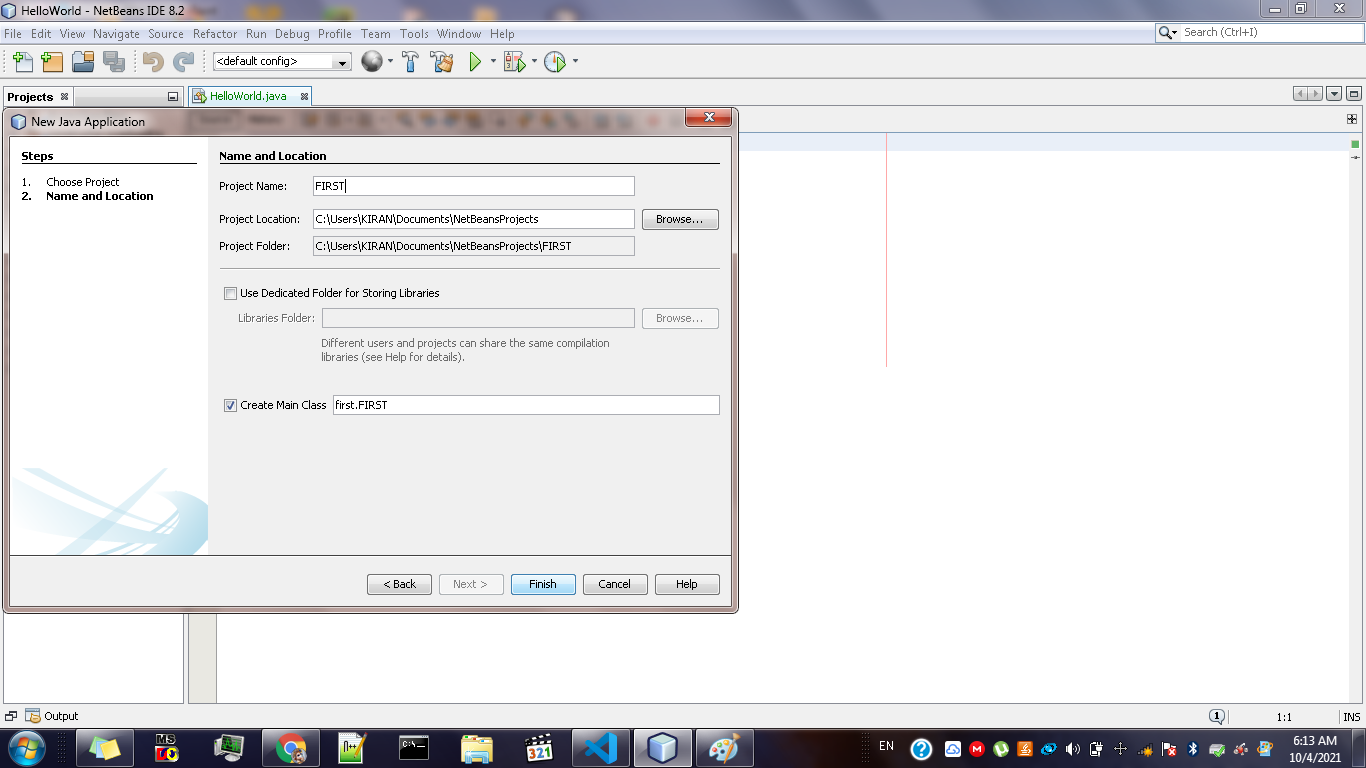 HelloWorld - NetBeans IDE 8.2
File Edit View Navigate Source Refactor Run Debug Profile Team Tools Window Help
Search (Ctrl+I)
<default config>
Projects
HelloWorld.java
New Java Application
Steps
1. Choose Project
2. Name and Location
Name and Location
Project Name: FIRST
Project Location: C:\Users\KIRAN\Documents\NetBeansProjects Browse...
Project Folder: C:\Users\KIRAN\Documents\NetBeansProjects\FIRST
Use Dedicated Folder for Storing Libraries
Libraries Folder: Browse...
Different users and projects can share the same compilation
libraries (see Help for details).
Create Main Class first.FIRST
< Back Next > Finish Cancel Help
Output
1 1:1 INS
MS
C:\_
321
EN
6:13 AM
10/4/2021